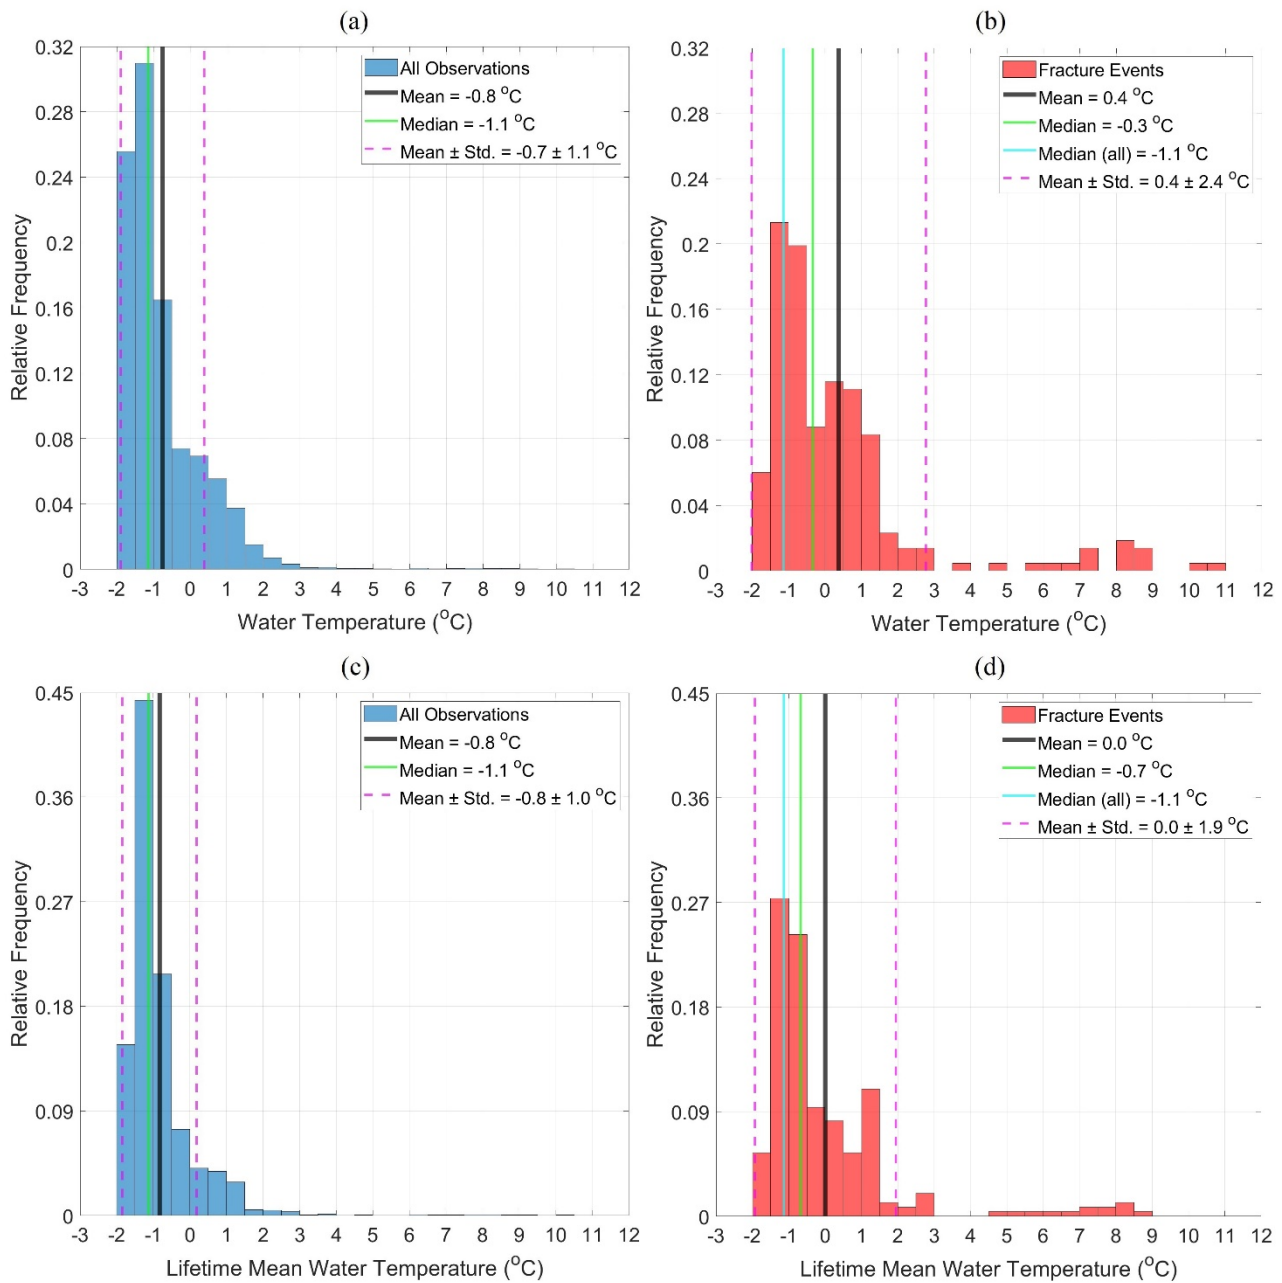 (a)
0.32
0.28
0.24
0.2
0.16
0.12
0.08
0.04
0
Relative Frequency
All Observations
Mean = -0.8 °C
Median = -1.1 °C
Mean ± Std. = -0.7 ± 1.1 °C
-3 -2 -1 0 1 2 3 4 5 6 7 8 9 10 11 12
Water Temperature (°C)
(b)
0.32
0.28
0.24
0.2
0.16
0.12
0.08
0.04
0
Relative Frequency
Fracture Events
Mean = 0.4 °C
Median = -0.3 °C
Median (all) = -1.1 °C
Mean ± Std. = 0.4 ± 2.4 °C
-3 -2 -1 0 1 2 3 4 5 6 7 8 9 10 11 12
Water Temperature (°C)
(c)
0.45
0.36
0.27
0.18
0.09
0
Relative Frequency
All Observations
Mean = -0.8 °C
Median = -1.1 °C
Mean ± Std. = -0.8 ± 1.0 °C
-3 -2 -1 0 1 2 3 4 5 6 7 8 9 10 11 12
Lifetime Mean Water Temperature (°C)
(d)
0.45
0.36
0.27
0.18
0.09
0
Relative Frequency
Fracture Events
Mean = 0.0 °C
Median = -0.7 °C
Median (all) = -1.1 °C
Mean ± Std. = 0.0 ± 1.9 °C
-3 -2 -1 0 1 2 3 4 5 6 7 8 9 10 11 12
Lifetime Mean Water Temperature (°C)